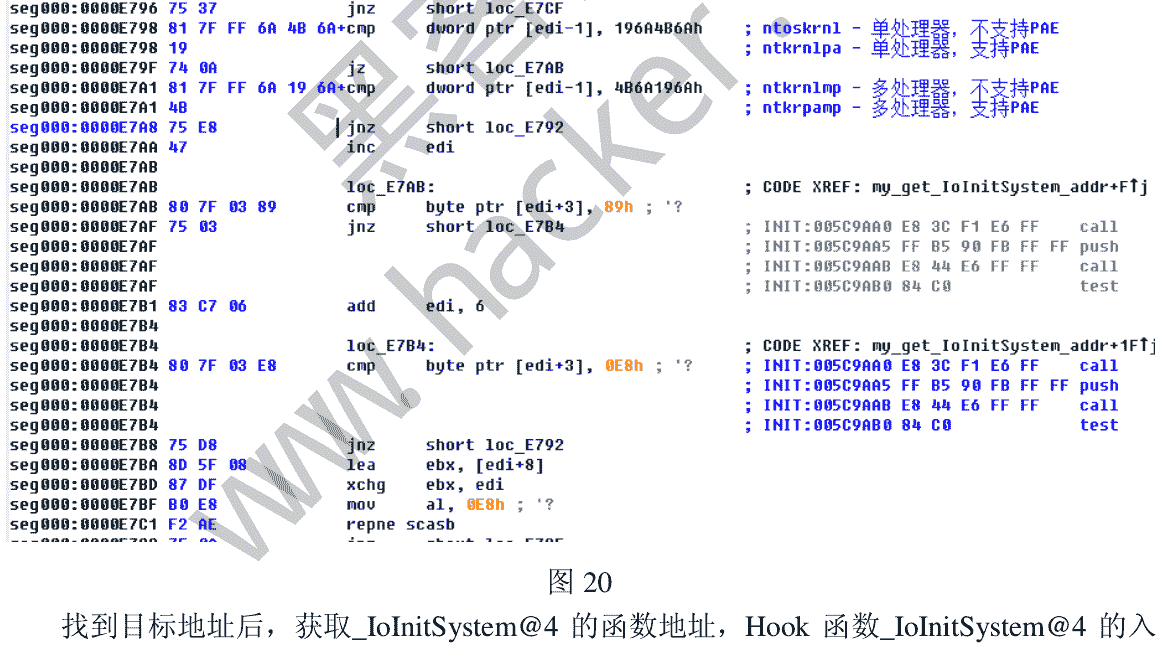 seg000:0000E796 75 37 jnz short loc_E7CF
seg000:0000E798 81 7F FF 6A 4B 6A+cmp dword ptr [edi-1], 196A4B6Ah ; ntoskrnl - 单处理器，不支持PAE
seg000:0000E798 19 ; ntkrnlpa - 单处理器，支持PAE
seg000:0000E79F 74 0A jz short loc_E7AB
seg000:0000E7A1 81 7F FF 6A 19 6A+cmp dword ptr [edi-1], 4B6A196Ah ; ntkrnlmp - 多处理器，不支持PAE
seg000:0000E7A1 4B ; ntkrpamp - 多处理器，支持PAE
seg000:0000E7A8 75 E8 jnz short loc_E792
seg000:0000E7AA 47 inc edi
seg000:0000E7AB
seg000:0000E7AB loc_E7AB: ; CODE XREF: my_get_IoInitSystem_addr+F↑j
seg000:0000E7AB 80 7F 03 89 cmp byte ptr [edi+3], 89h ; '?
seg000:0000E7AF 75 03 jnz short loc_E7B4 ; INIT:005C9AA0 E8 3C F1 E6 FF call
seg000:0000E7AF ; INIT:005C9AA5 FF B5 90 FB FF FF push
seg000:0000E7AF ; INIT:005C9AAB E8 44 E6 FF FF call
seg000:0000E7AF ; INIT:005C9AB0 84 C0 test
seg000:0000E7B1 83 C7 06 add edi, 6
seg000:0000E7B4
seg000:0000E7B4 loc_E7B4: ; CODE XREF: my_get_IoInitSystem_addr+1F↑j
seg000:0000E7B4 80 7F 03 E8 cmp byte ptr [edi+3], 0E8h ; '? ; INIT:005C9AA0 E8 3C F1 E6 FF call
seg000:0000E7B4 ; INIT:005C9AA5 FF B5 90 FB FF FF push
seg000:0000E7B4 ; INIT:005C9AAB E8 44 E6 FF FF call
seg000:0000E7B4 ; INIT:005C9AB0 84 C0 test
seg000:0000E7B8 75 D8 jnz short loc_E792
seg000:0000E7BA 8D 5F 08 lea ebx, [edi+8]
seg000:0000E7BD 87 DF xchg ebx, edi
seg000:0000E7BF B0 E8 mov al, 0E8h ; '?
seg000:0000E7C1 F2 AE repne scasb
图 20
找到目标地址后，获取_IoInitSystem@4 的函数地址，Hook 函数_IoInitSystem@4 的入
黑客
www.hacker.